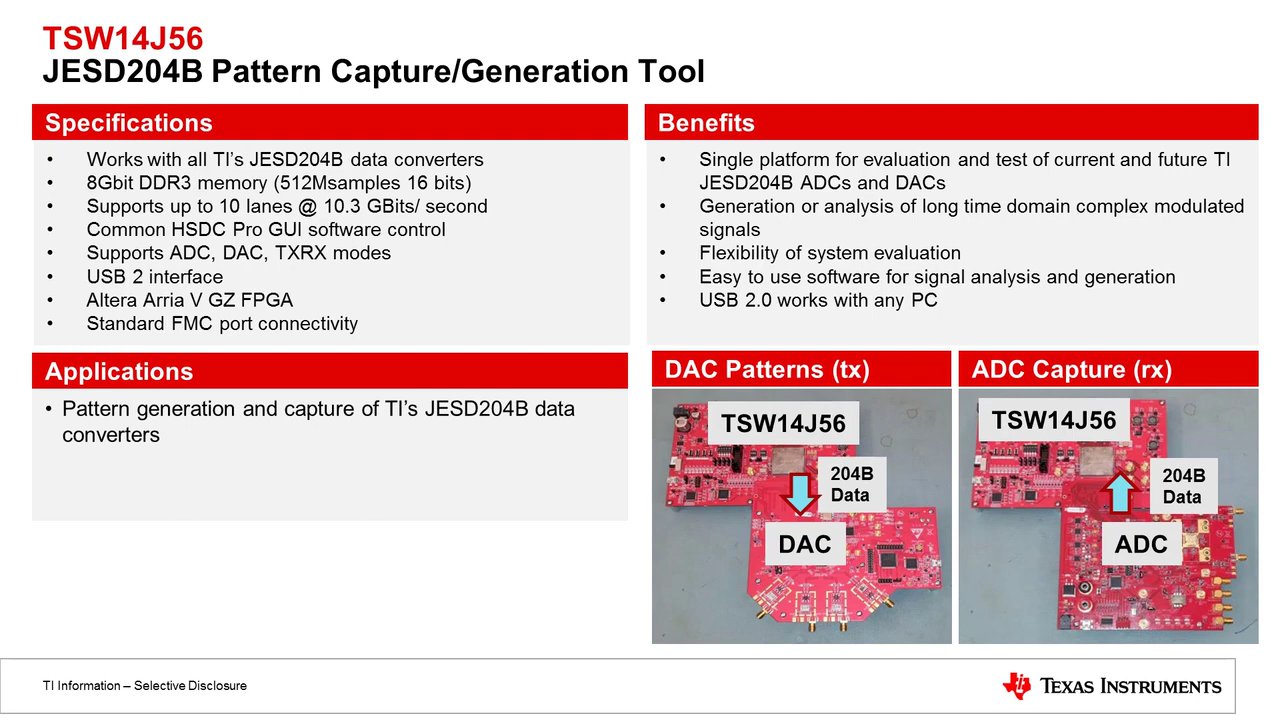 TSW14J56
JESD204B Pattern Capture/Generation Tool
Specifications
• Works with all TI's JESD204B data converters
• 8Gbit DDR3 memory (512Msamples 16 bits)
• Supports up to 10 lanes @ 10.3 GBits/ second
• Common HSDC Pro GUI software control
• Supports ADC, DAC, TXRX modes
• USB 2 interface
• Altera Arria V GZ FPGA
• Standard FMC port connectivity
Benefits
• Single platform for evaluation and test of current and future TI
JESD204B ADCs and DACs
• Generation or analysis of long time domain complex modulated
signals
• Flexibility of system evaluation
• Easy to use software for signal analysis and generation
• USB 2.0 works with any PC
Applications
• Pattern generation and capture of TI's JESD204B data
converters
DAC Patterns (tx)
TSW14J56
204B
Data
DAC
ADC Capture (rx)
TSW14J56
204B
Data
ADC
TI Information – Selective Disclosure
TEXAS INSTRUMENTS